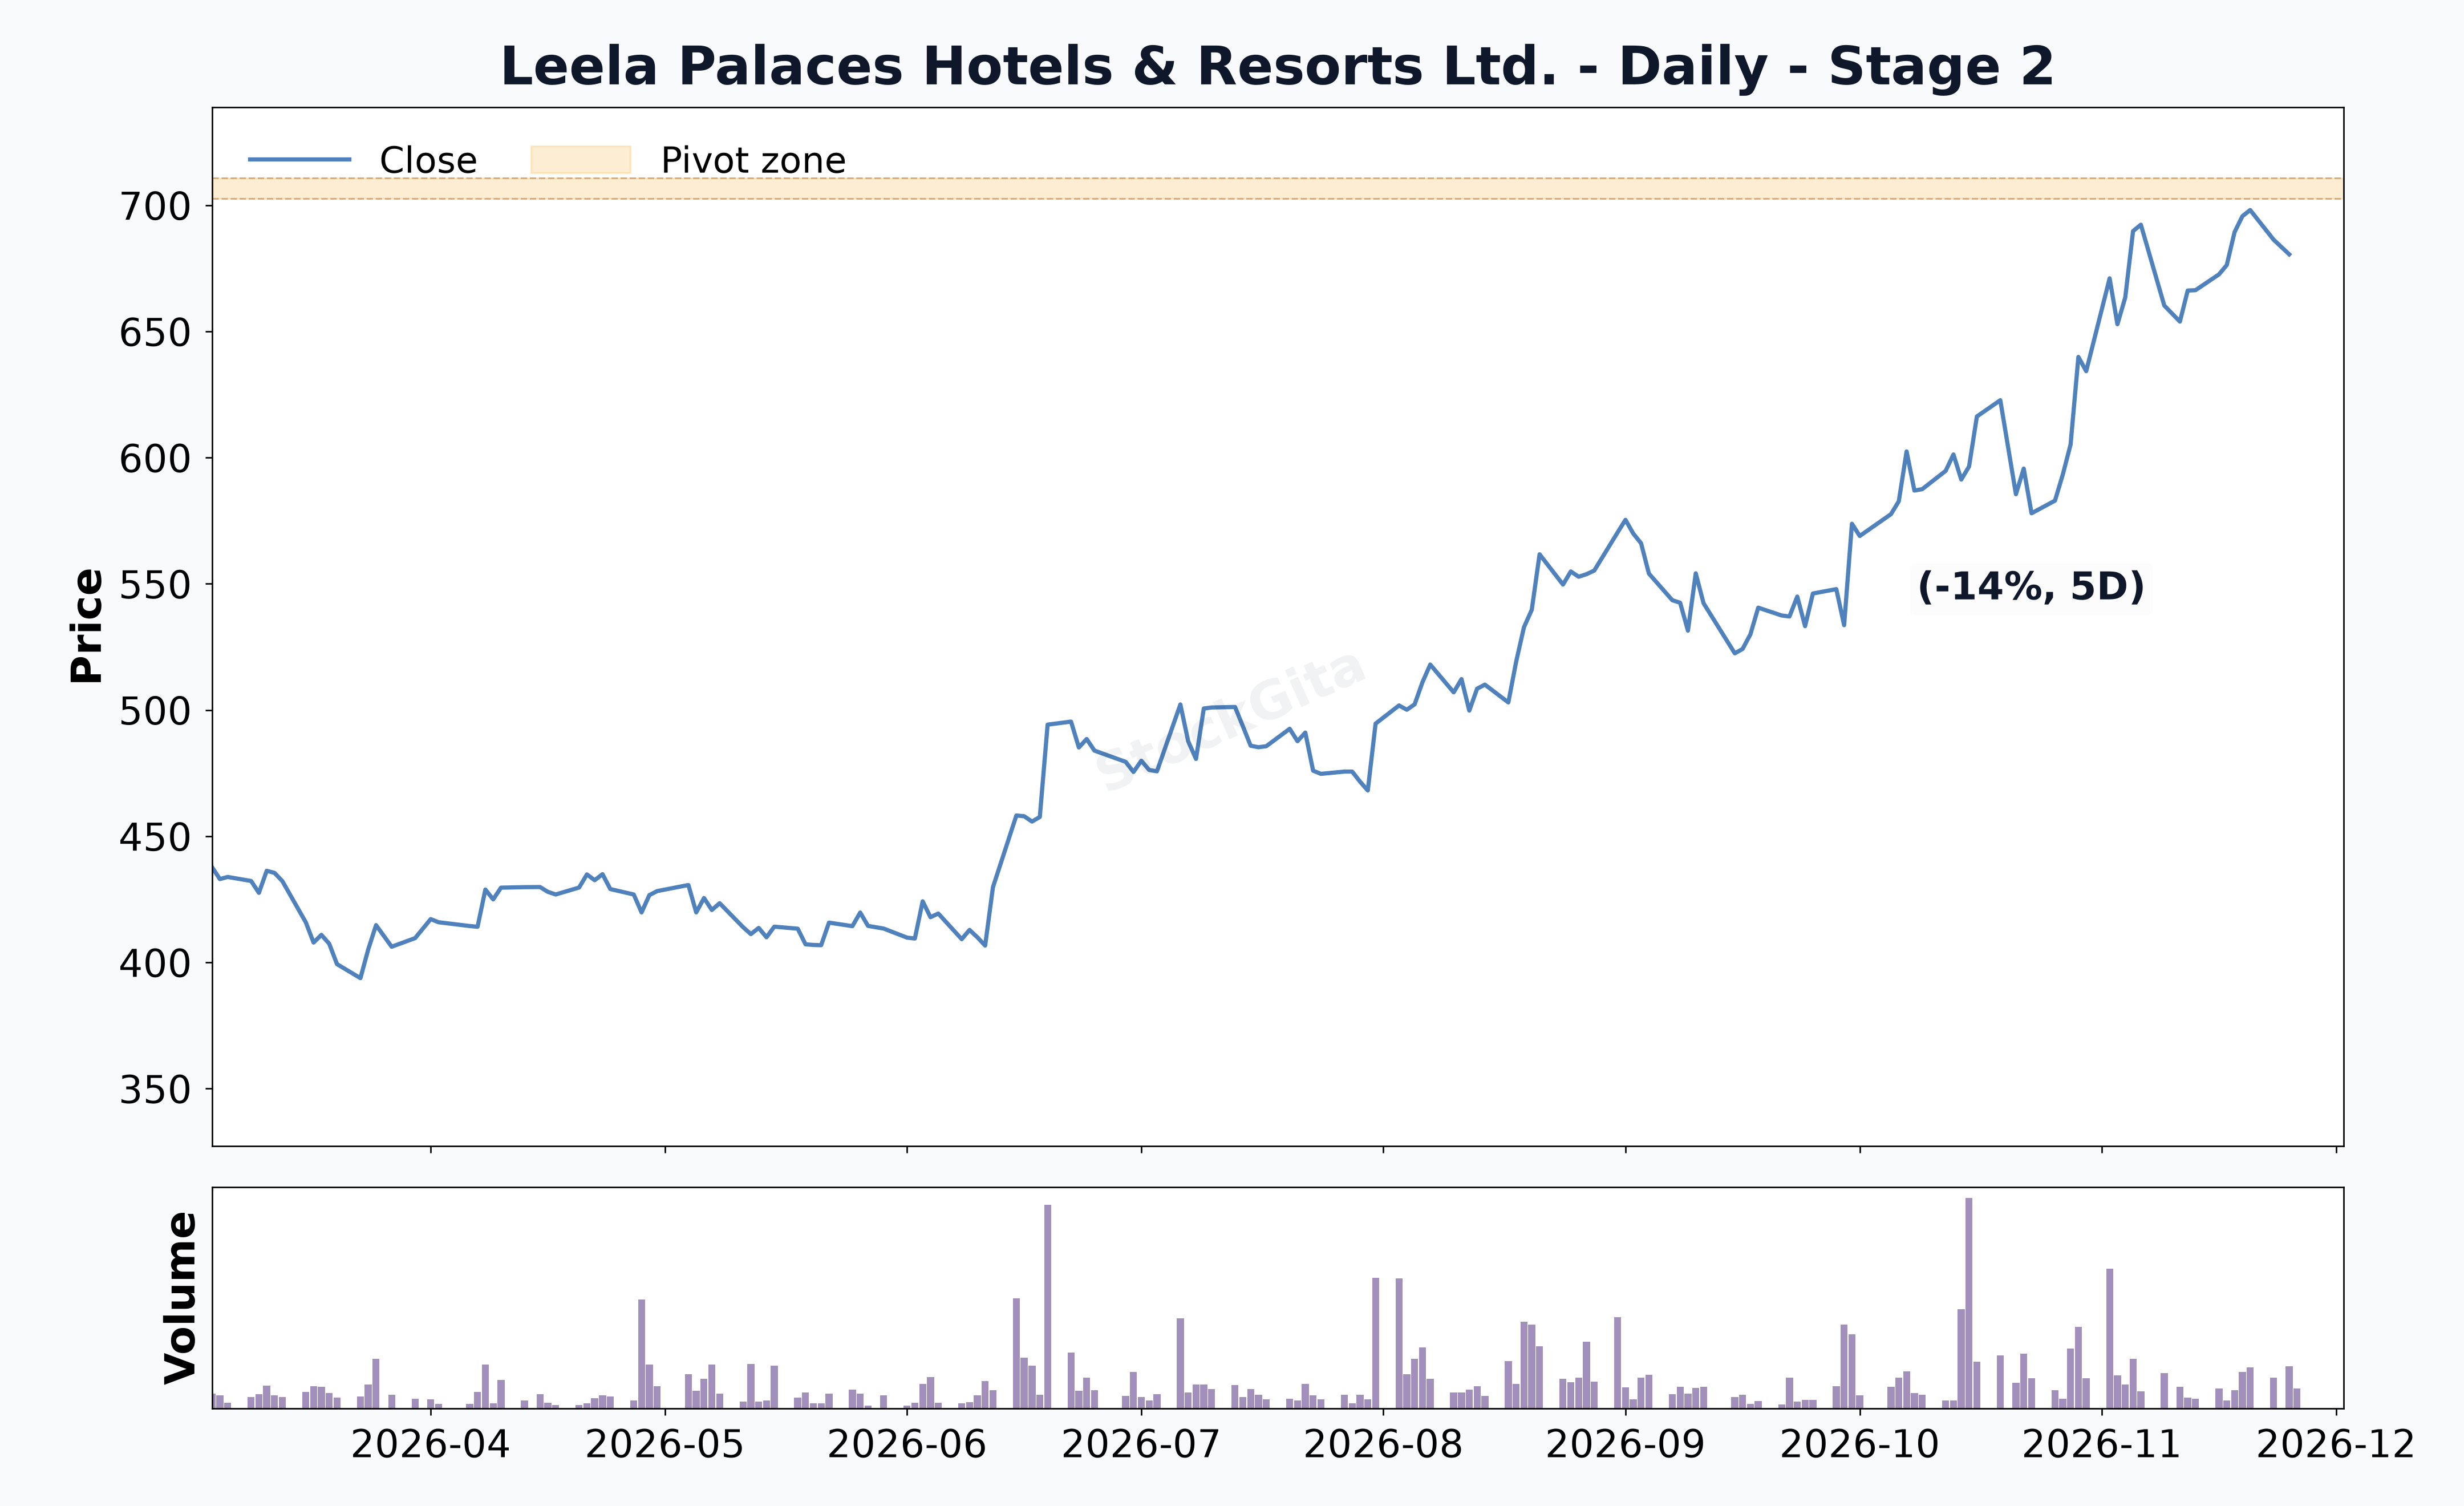 Leela Palaces Hotels & Resorts Ltd. - Daily - Stage 2
Close
Pivot zone
Price
700
650
600
550
500
450
400
350
(-14%, 5D)
StockGita
Volume
2026-04
2026-05
2026-06
2026-07
2026-08
2026-09
2026-10
2026-11
2026-12